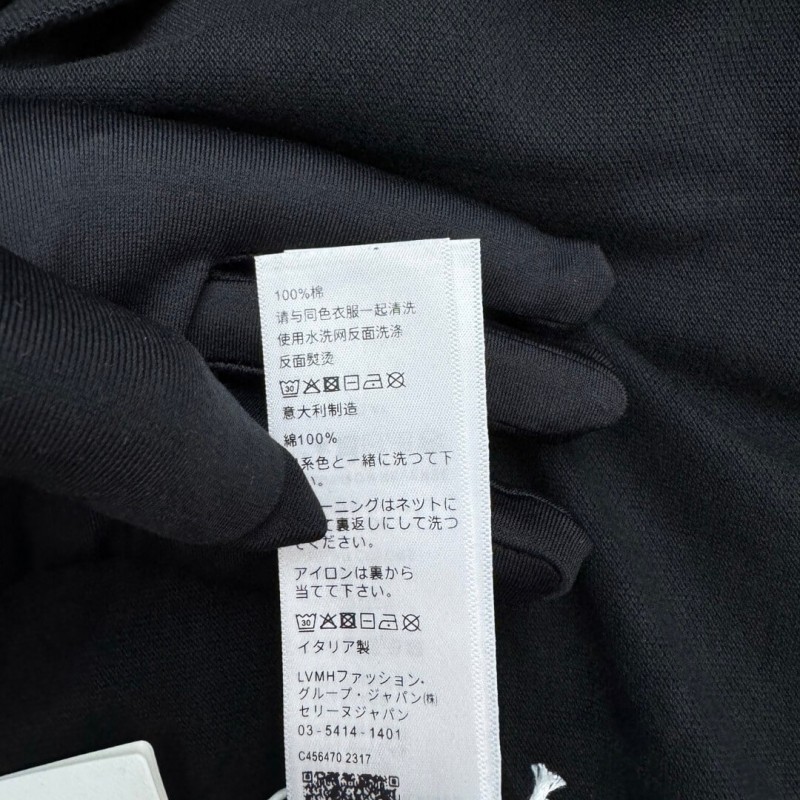 100%棉
请与同色衣服一起清洗
使用水洗网反面洗涤
反面熨烫
30
意大利制造
綿100%
系色と一緒に洗つて下
い。
ーニングはネツトに
て裏返しにして洗つ
てください。
アイロンは裏から
当てて下さい。
30
イタリア製
LVMHファッション・
グループ・ジャパン㈱
セリーヌジャパン
03-5414-1401
C456470 2317